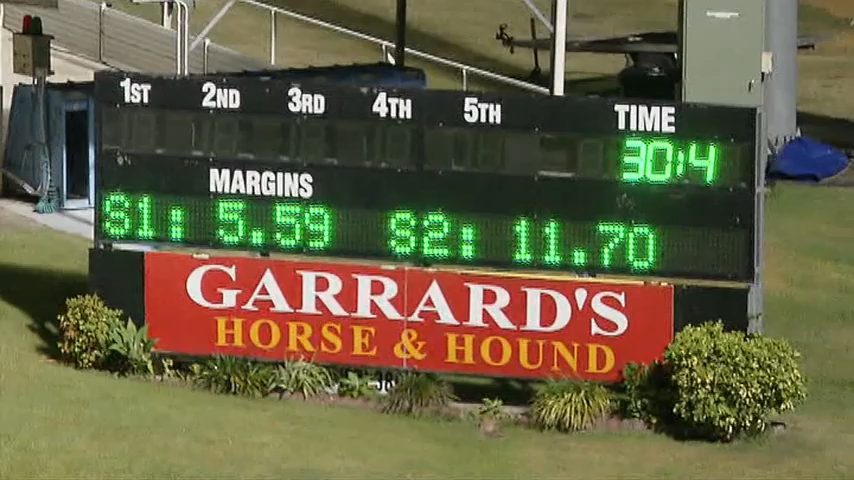 1ST 2ND 3RD 4TH 5TH TIME
30:4
MARGINS
S1: 5.59 S2: 11.70
GARRARD'S
HORSE & HOUND